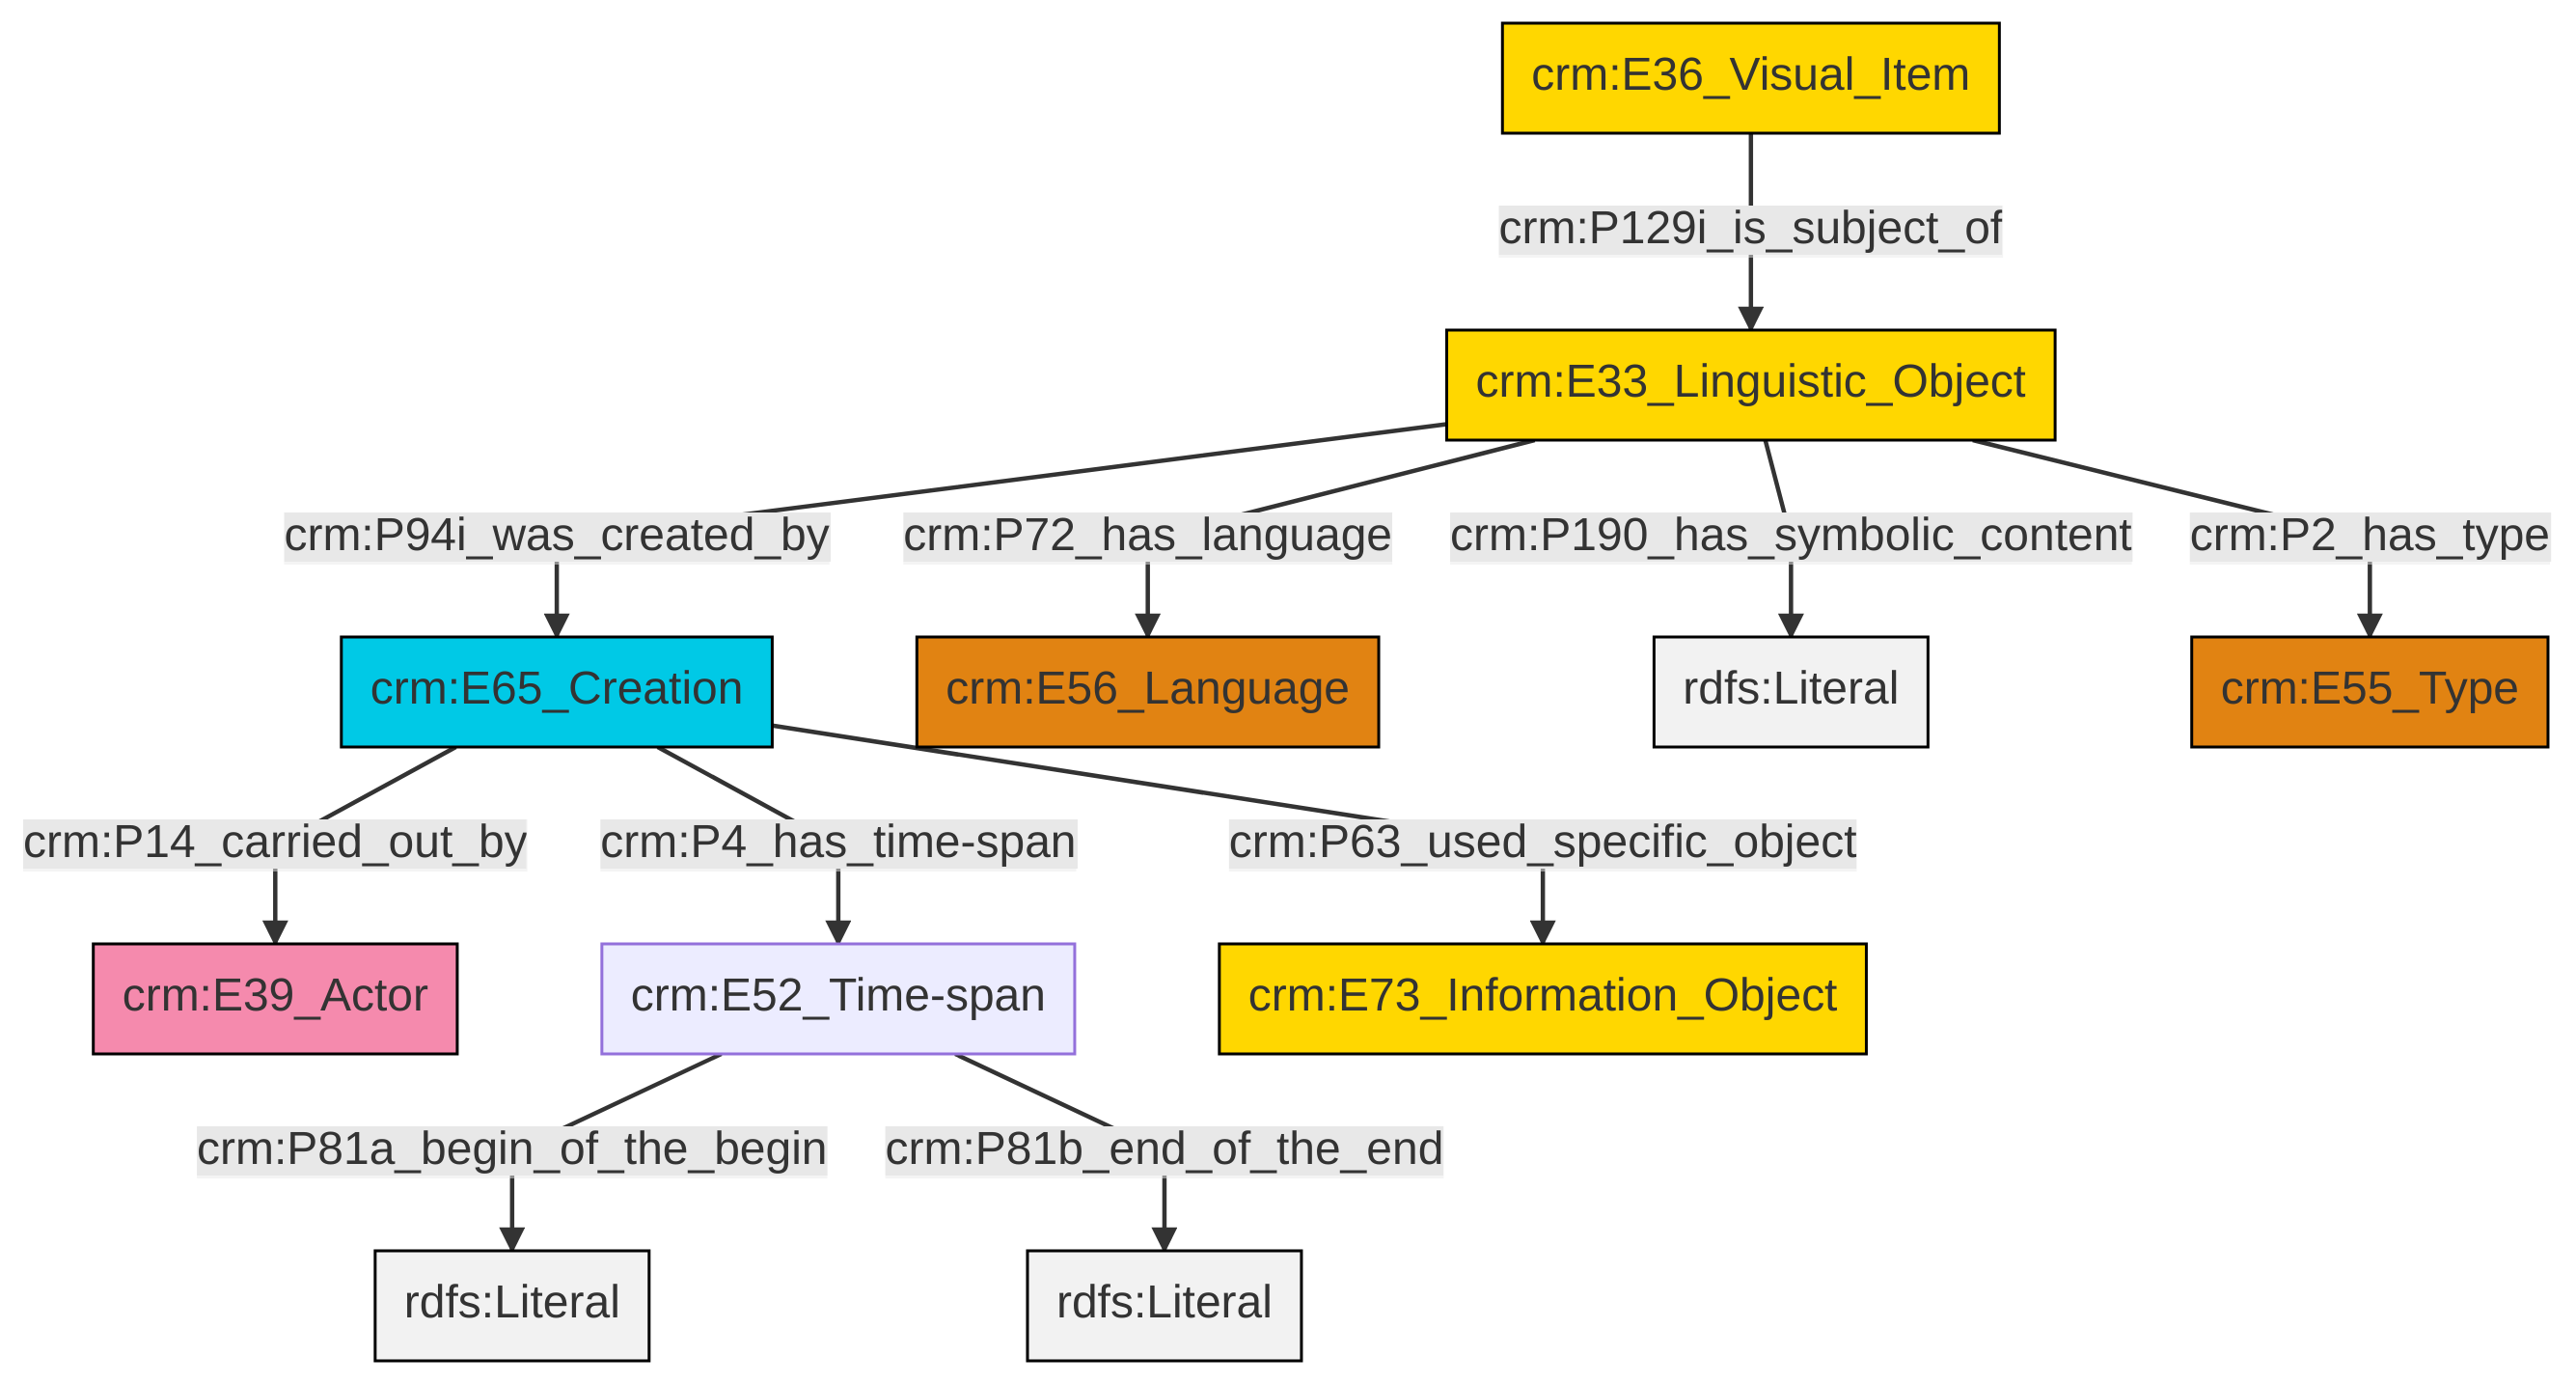 crm:E36_Visual_Item
crm:P129i_is_subject_of
crm:E33_Linguistic_Object
crm:P94i_was_created_by
crm:P72_has_language
crm:P190_has_symbolic_content
crm:P2_has_type
crm:E65_Creation
crm:E56_Language
rdfs:Literal
crm:E55_Type
crm:P14_carried_out_by
crm:P4_has_time-span
crm:P63_used_specific_object
crm:E39_Actor
crm:E52_Time-span
crm:E73_Information_Object
crm:P81a_begin_of_the_begin
crm:P81b_end_of_the_end
rdfs:Literal
rdfs:Literal